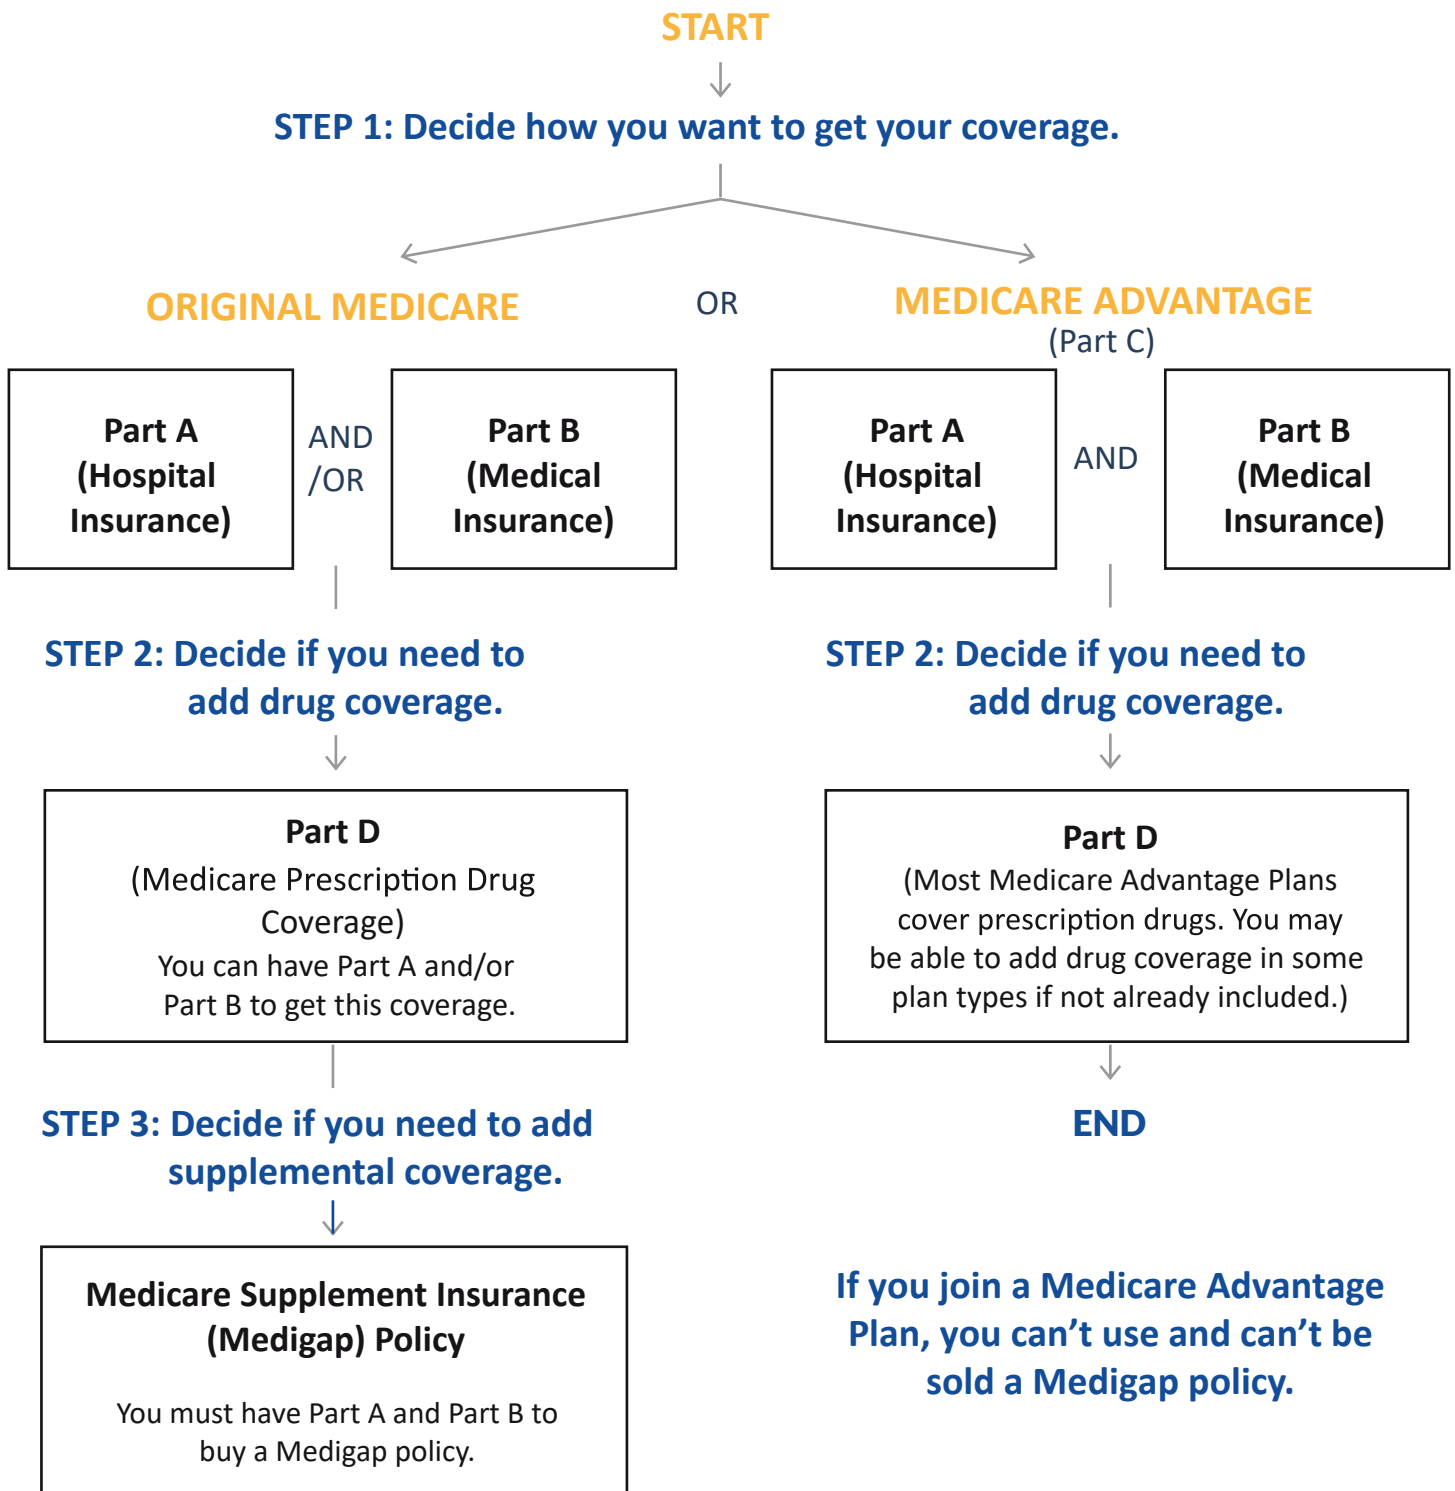 START
STEP 1: Decide how you want to get your coverage.
ORIGINAL MEDICARE
OR
MEDICARE ADVANTAGE
(Part C)
Part A
(Hospital
Insurance)
AND
/OR
Part B
(Medical
Insurance)
Part A
(Hospital
Insurance)
AND
Part B
(Medical
Insurance)
STEP 2: Decide if you need to
add drug coverage.
Part D
(Medicare Prescription Drug
Coverage)
You can have Part A and/or
Part B to get this coverage.
STEP 3: Decide if you need to add
supplemental coverage.
Medicare Supplement Insurance
(Medigap) Policy
You must have Part A and Part B to
buy a Medigap policy.
STEP 2: Decide if you need to
add drug coverage.
Part D
(Most Medicare Advantage Plans
cover prescription drugs. You may
be able to add drug coverage in some
plan types if not already included.)
END
If you join a Medicare Advantage
Plan, you can’t use and can’t be
sold a Medigap policy.